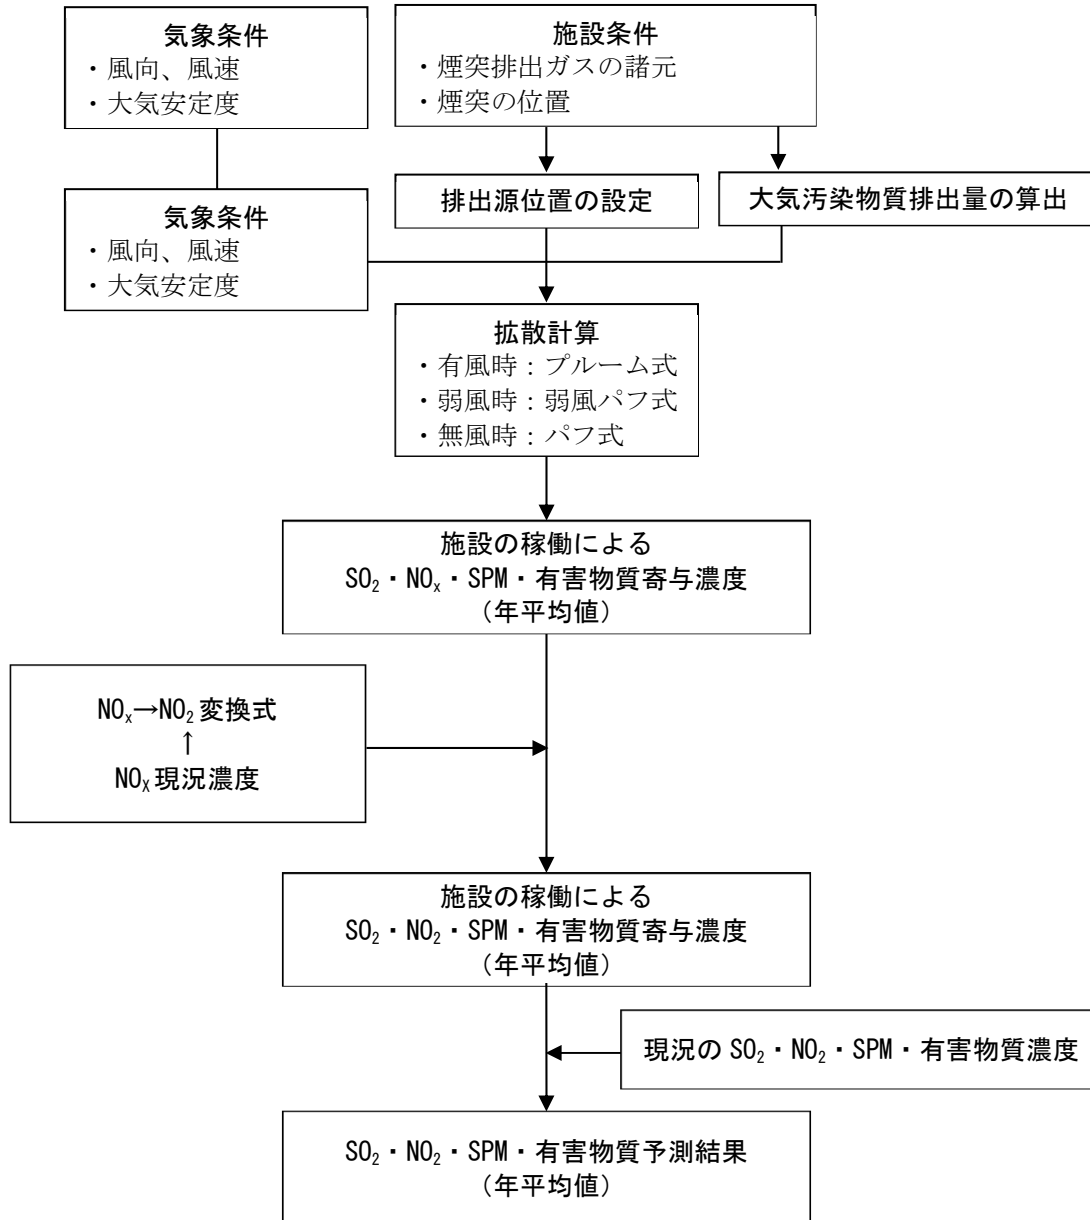 気象条件
・風向、風速
・大気安定度
施設条件
・煙突排出ガスの諸元
・煙突の位置
気象条件
・風向、風速
・大気安定度
排出源位置の設定
大気汚染物質排出量の算出
拡散計算
・有風時：プルーム式
・弱風時：弱風パフ式
・無風時：パフ式
施設の稼働による
SO₂・NOₓ・SPM・有害物質寄与濃度
（年平均値）
NOₓ→NO₂変換式
↑
NOₓ現況濃度
施設の稼働による
SO₂・NO₂・SPM・有害物質寄与濃度
（年平均値）
現況の SO₂・NO₂・SPM・有害物質濃度
SO₂・NO₂・SPM・有害物質予測結果
（年平均値）